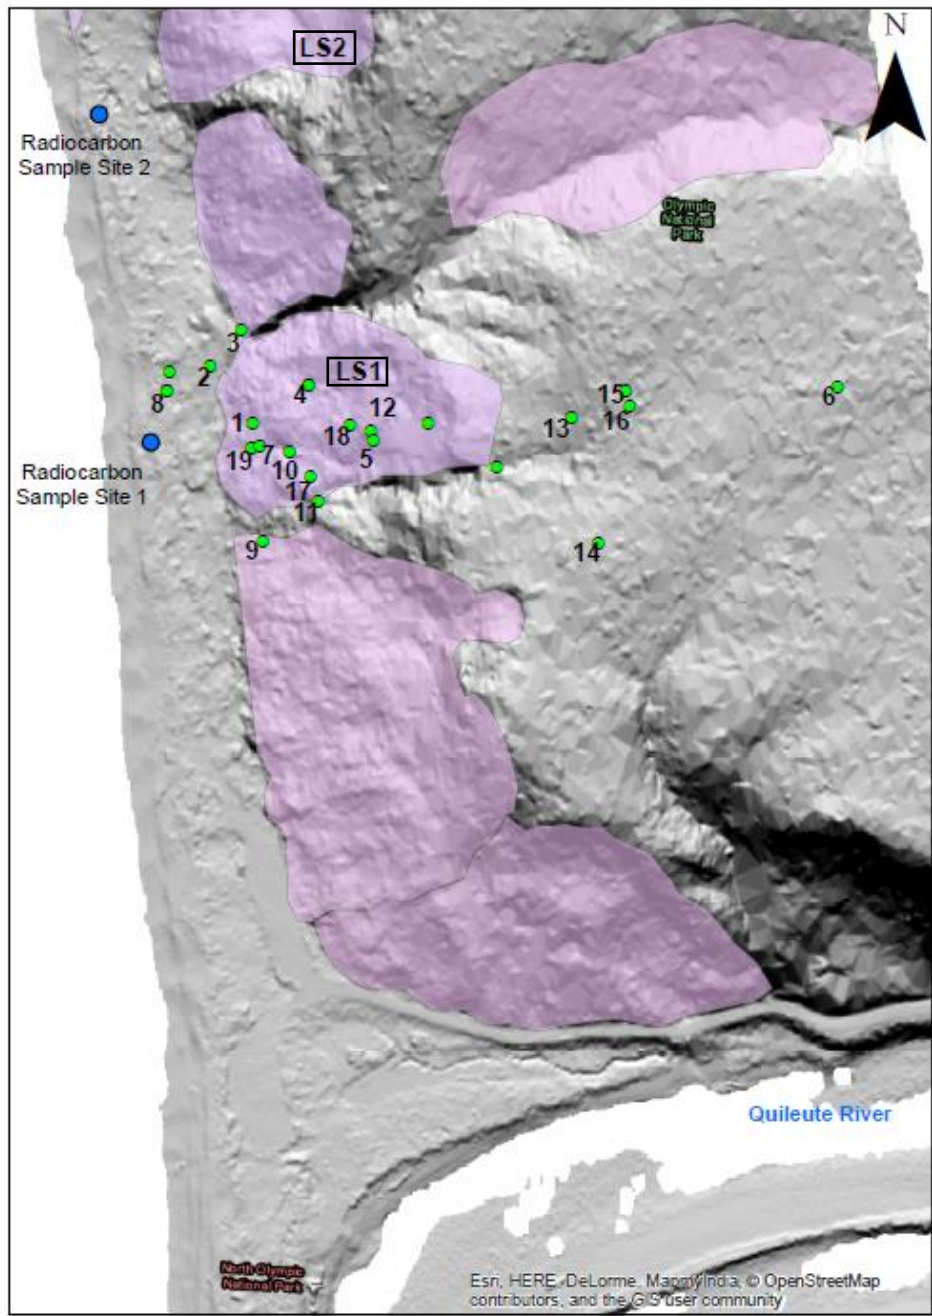 N
LS2
Radiocarbon
Sample Site 2
Olympic
National
Park
3
2
LS1
8
4
15
6
1
12
16
13
18
19
7
5
10
Radiocarbon
Sample Site 1
17
11
9
14
Quileute River
North Olympic
National Park
Esri, HERE, DeLorme, MapmyIndia, © OpenStreetMap
contributors, and the GIS user community